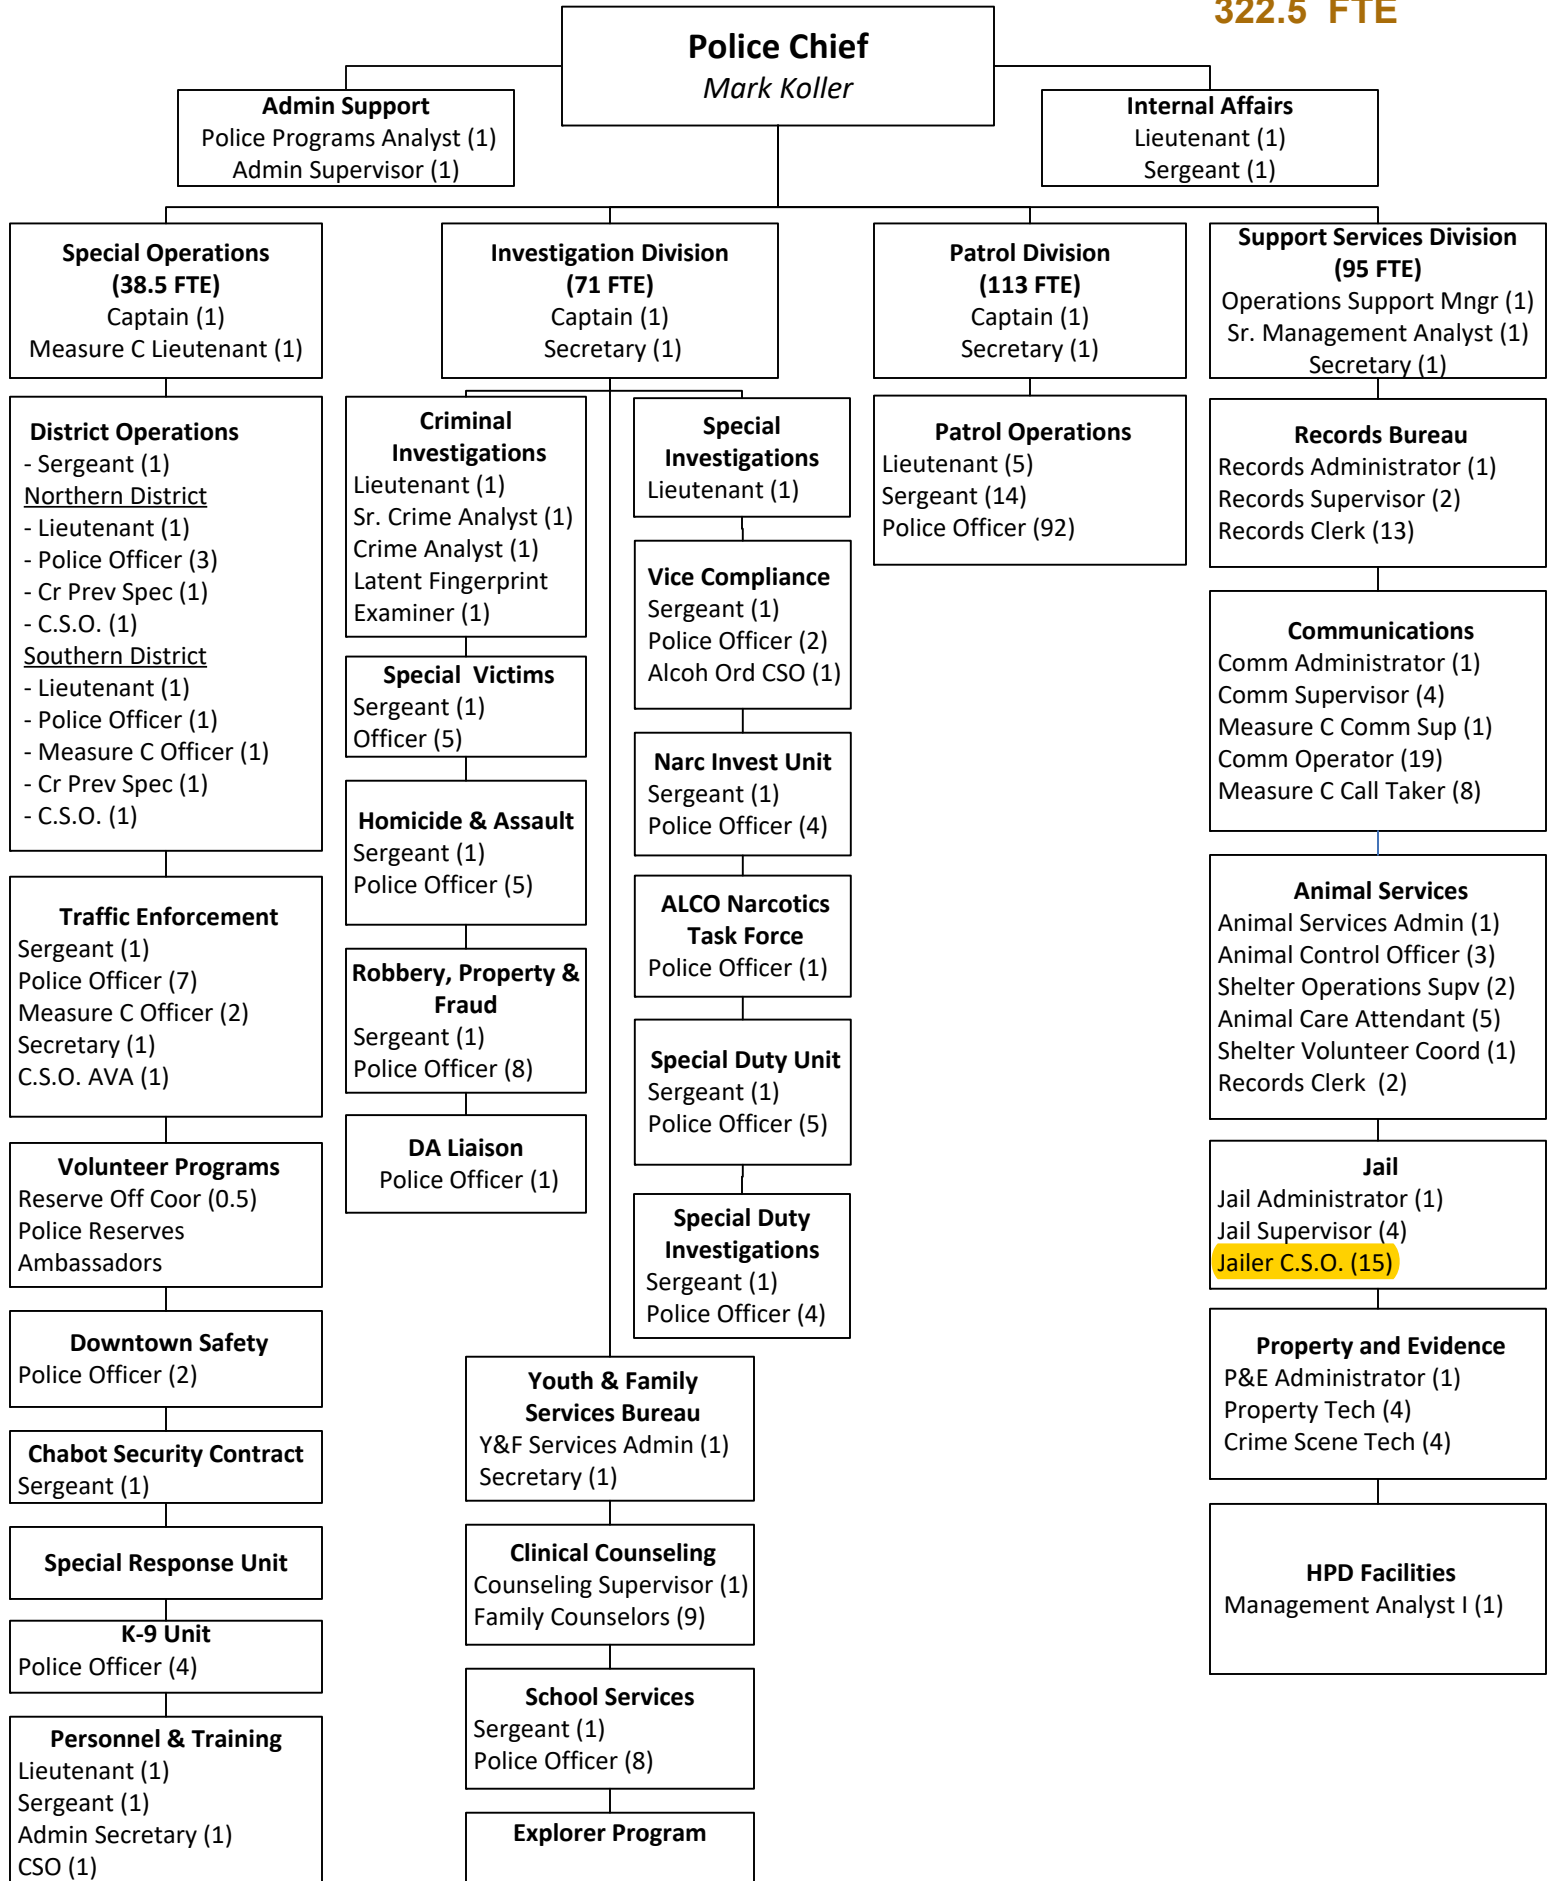 322.5 FTE
Police Chief
Mark Koller
Admin Support
Police Programs Analyst (1)
Admin Supervisor (1)
Internal Affairs
Lieutenant (1)
Sergeant (1)
Special Operations
(38.5 FTE)
Captain (1)
Measure C Lieutenant (1)
District Operations
- Sergeant (1)
Northern District
- Lieutenant (1)
- Police Officer (3)
- Cr Prev Spec (1)
- C.S.O. (1)
Southern District
- Lieutenant (1)
- Police Officer (1)
- Measure C Officer (1)
- Cr Prev Spec (1)
- C.S.O. (1)
Traffic Enforcement
Sergeant (1)
Police Officer (7)
Measure C Officer (2)
Secretary (1)
C.S.O. AVA (1)
Volunteer Programs
Reserve Off Coor (0.5)
Police Reserves
Ambassadors
Downtown Safety
Police Officer (2)
Chabot Security Contract
Sergeant (1)
Special Response Unit
K-9 Unit
Police Officer (4)
Personnel & Training
Lieutenant (1)
Sergeant (1)
Admin Secretary (1)
CSO (1)
Investigation Division
(71 FTE)
Captain (1)
Secretary (1)
Criminal
Investigations
Lieutenant (1)
Sr. Crime Analyst (1)
Crime Analyst (1)
Latent Fingerprint
Examiner (1)
Special Victims
Sergeant (1)
Officer (5)
Homicide & Assault
Sergeant (1)
Police Officer (5)
Robbery, Property &
Fraud
Sergeant (1)
Police Officer (8)
DA Liaison
Police Officer (1)
Special
Investigations
Lieutenant (1)
Vice Compliance
Sergeant (1)
Police Officer (2)
Alcoh Ord CSO (1)
Narc Invest Unit
Sergeant (1)
Police Officer (4)
ALCO Narcotics
Task Force
Police Officer (1)
Special Duty Unit
Sergeant (1)
Police Officer (5)
Special Duty
Investigations
Sergeant (1)
Police Officer (4)
Youth & Family
Services Bureau
Y&F Services Admin (1)
Secretary (1)
Clinical Counseling
Counseling Supervisor (1)
Family Counselors (9)
School Services
Sergeant (1)
Police Officer (8)
Explorer Program
Patrol Division
(113 FTE)
Captain (1)
Secretary (1)
Patrol Operations
Lieutenant (5)
Sergeant (14)
Police Officer (92)
Support Services Division
(95 FTE)
Operations Support Mngr (1)
Sr. Management Analyst (1)
Secretary (1)
Records Bureau
Records Administrator (1)
Records Supervisor (2)
Records Clerk (13)
Communications
Comm Administrator (1)
Comm Supervisor (4)
Measure C Comm Sup (1)
Comm Operator (19)
Measure C Call Taker (8)
Animal Services
Animal Services Admin (1)
Animal Control Officer (3)
Shelter Operations Supv (2)
Animal Care Attendant (5)
Shelter Volunteer Coord (1)
Records Clerk (2)
Jail
Jail Administrator (1)
Jail Supervisor (4)
Jailer C.S.O. (15)
Property and Evidence
P&E Administrator (1)
Property Tech (4)
Crime Scene Tech (4)
HPD Facilities
Management Analyst I (1)